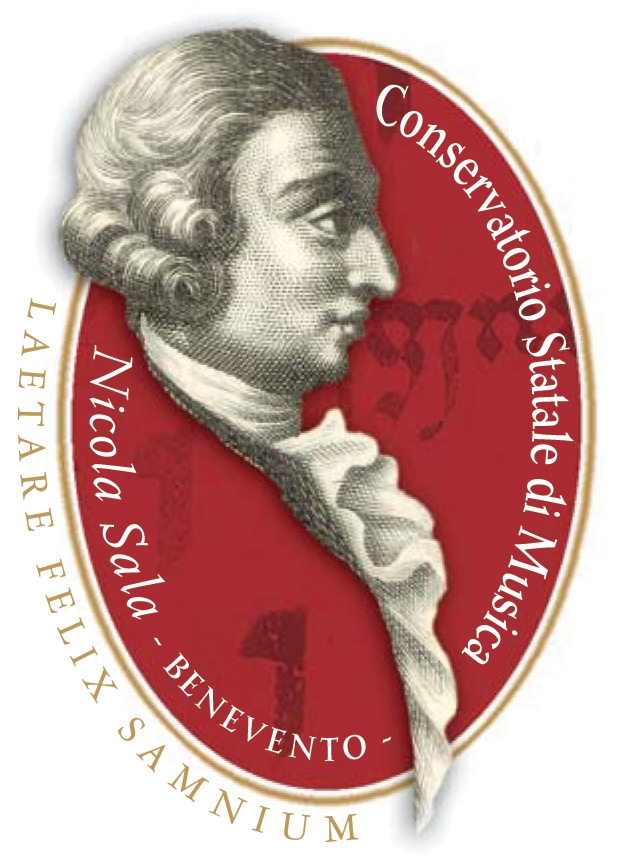 Conservatorio Statale di Musica
Nicola Sala - BENEVENTO -
LAETARE FELIX SAMNIUM